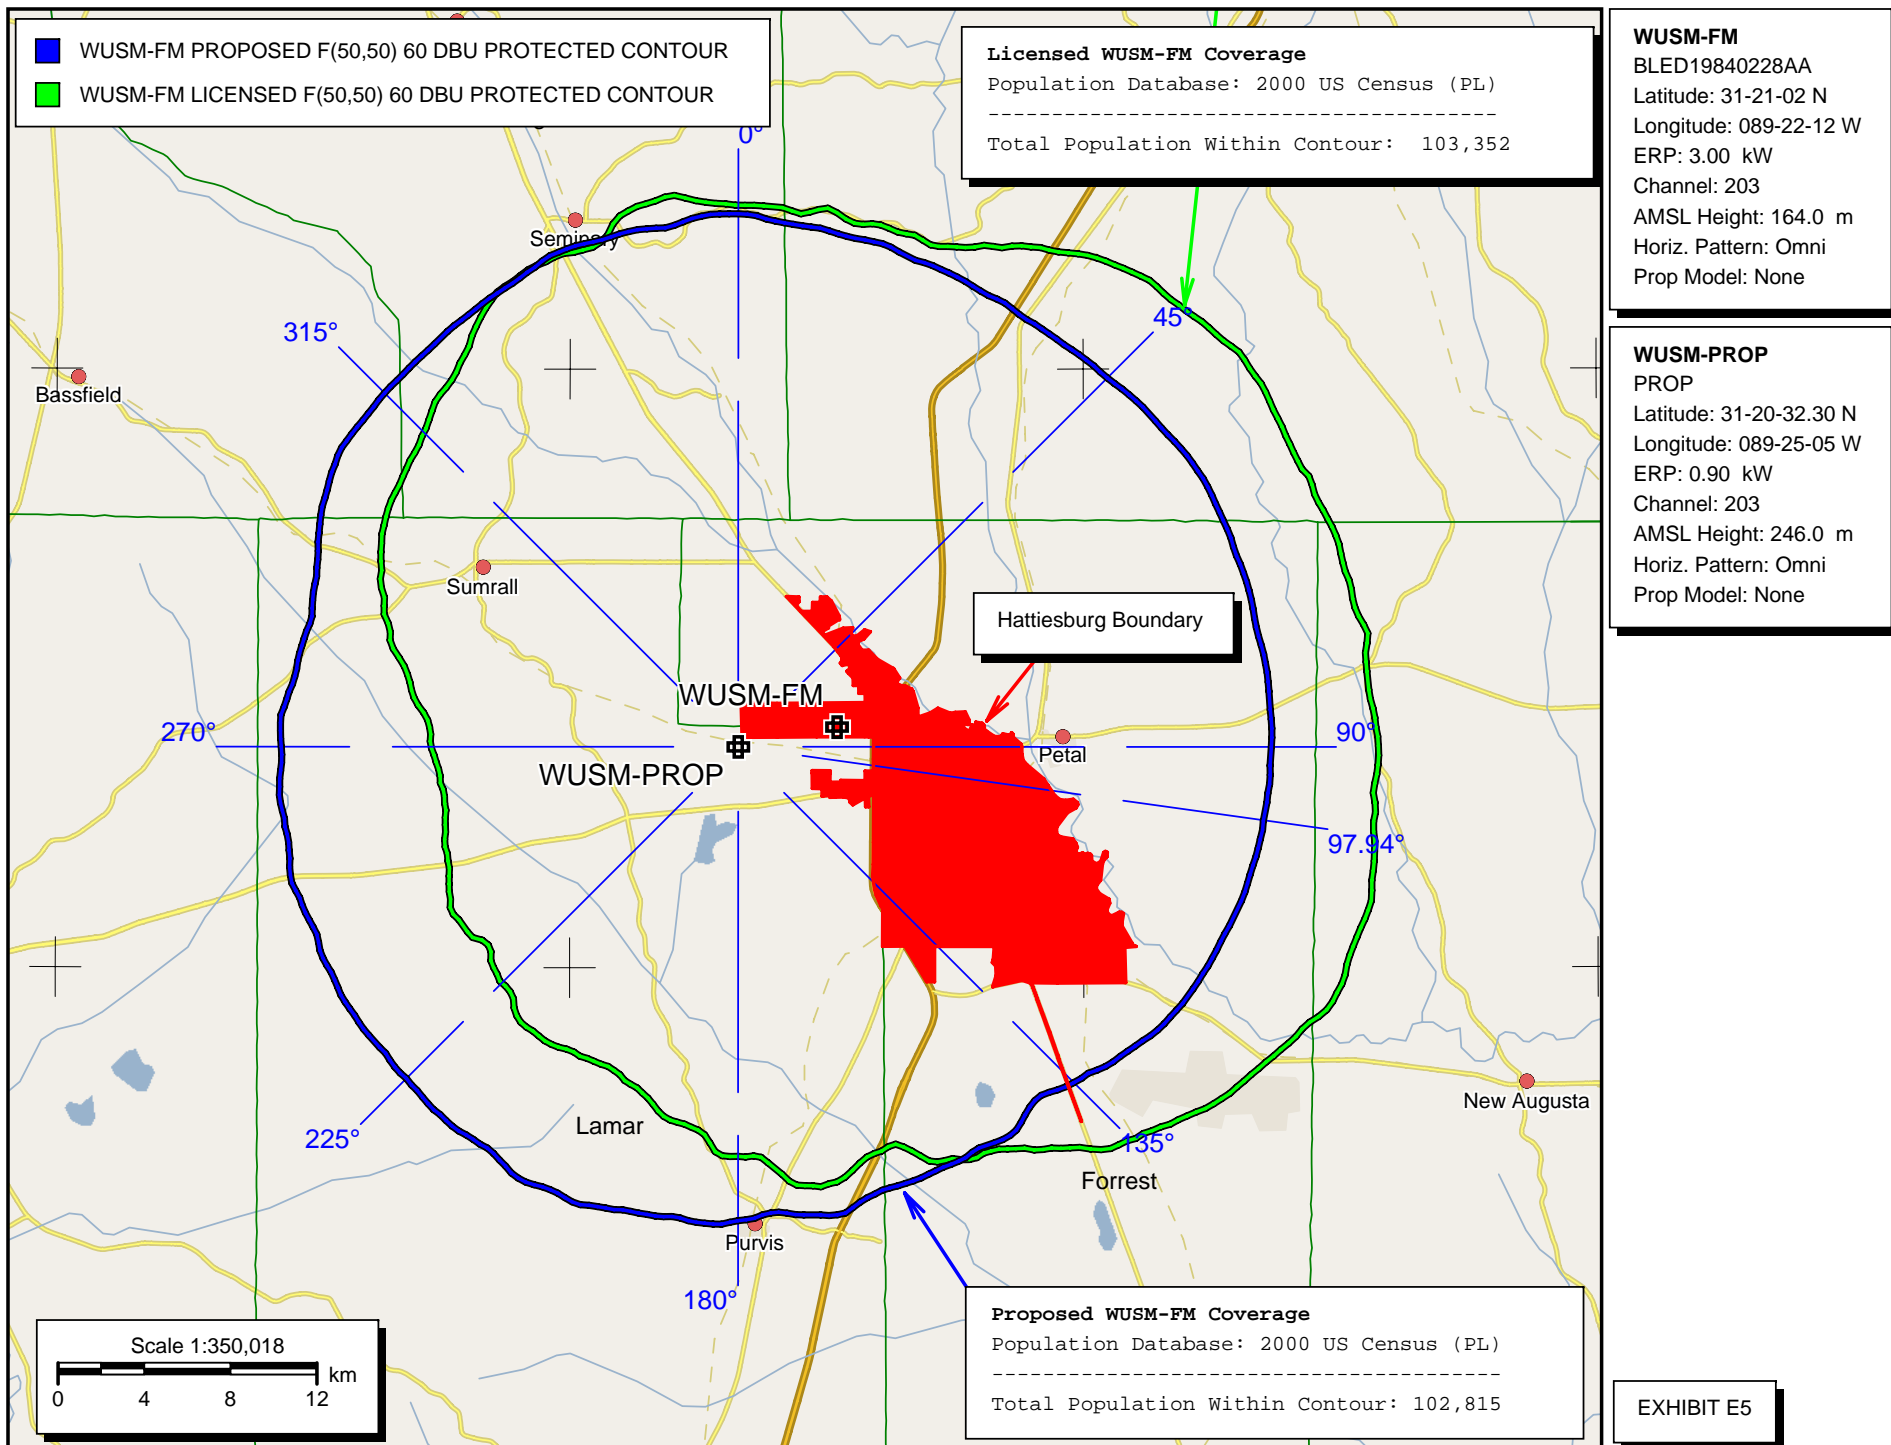 WUSM-FM PROPOSED F(50,50) 60 DBU PROTECTED CONTOUR
WUSM-FM LICENSED F(50,50) 60 DBU PROTECTED CONTOUR
Licensed WUSM-FM Coverage
Population Database: 2000 US Census (PL)
----------------------------------------
Total Population Within Contour: 103,352
WUSM-FM
BLED19840228AA
Latitude: 31-21-02 N
Longitude: 089-22-12 W
ERP: 3.00 kW
Channel: 203
AMSL Height: 164.0 m
Horiz. Pattern: Omni
Prop Model: None
WUSM-PROP
PROP
Latitude: 31-20-32.30 N
Longitude: 089-25-05 W
ERP: 0.90 kW
Channel: 203
AMSL Height: 246.0 m
Horiz. Pattern: Omni
Prop Model: None
0°
Seminary
45°
315°
Bassfield
Sumrall
Hattiesburg Boundary
WUSM-FM
270°
90°
Petal
WUSM-PROP
97.94°
New Augusta
Lamar
225°
135°
Forrest
Purvis
180°
Scale 1:350,018
km
0 4 8 12
Proposed WUSM-FM Coverage
Population Database: 2000 US Census (PL)
----------------------------------------
Total Population Within Contour: 102,815
EXHIBIT E5